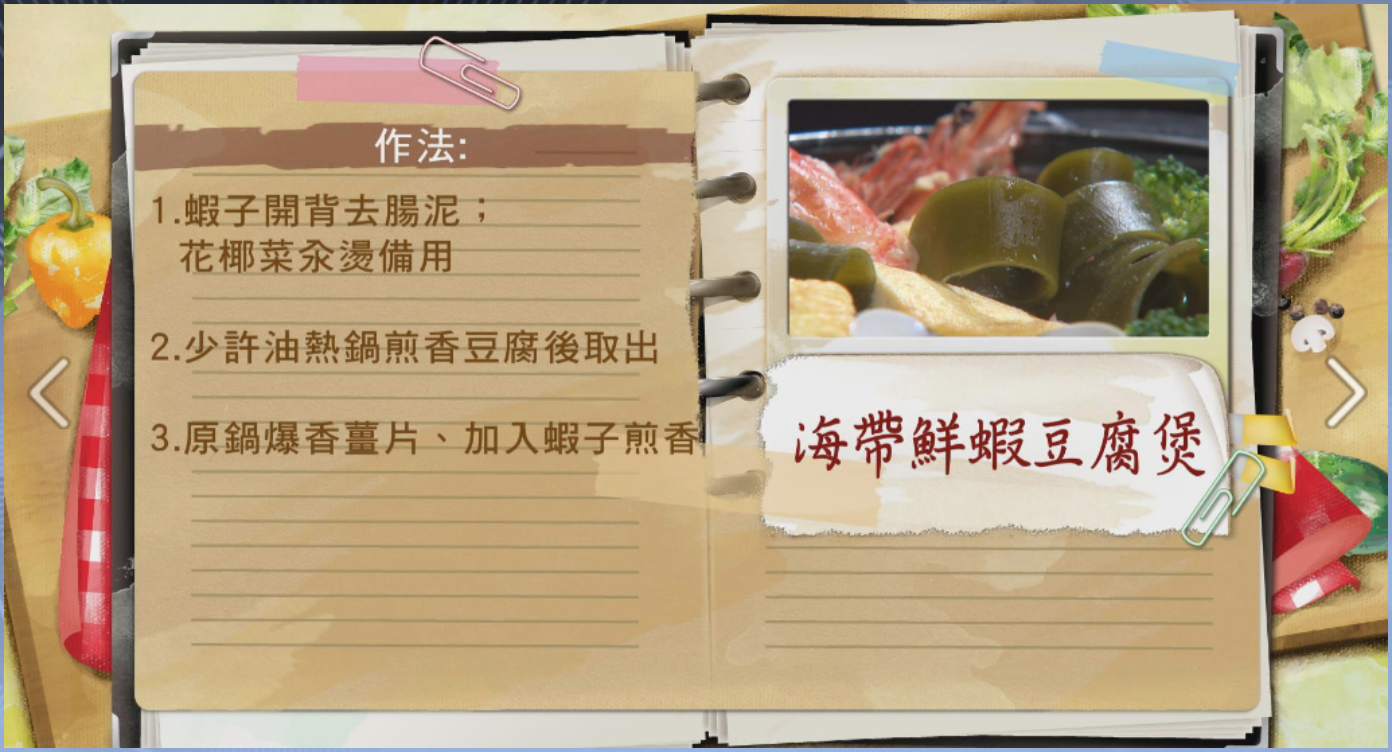 作法:
1.蝦子開背去腸泥；
花椰菜汆燙備用
2.少許油熱鍋煎香豆腐後取出
3.原鍋爆香薑片、加入蝦子煎香
海帶鮮蝦豆腐煲